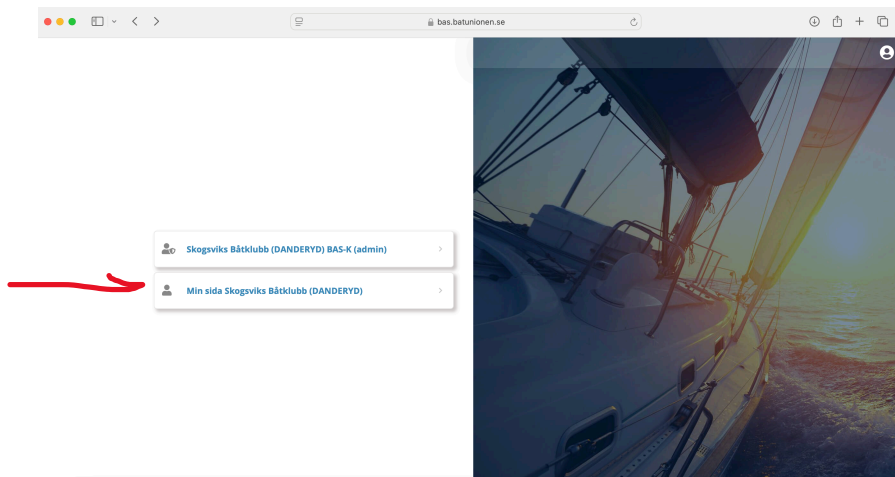 bas.batunionen.se
Skogsviks Båtklubb (DANDERYD) BAS-K (admin)
Min sida Skogsviks Båtklubb (DANDERYD)